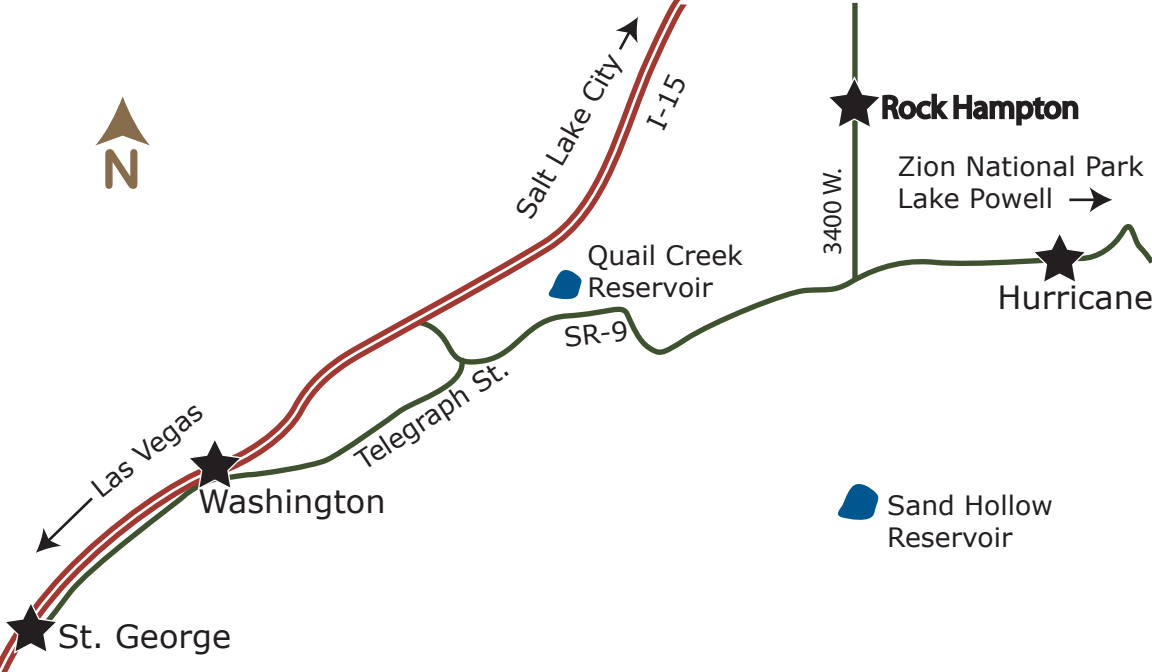 Salt Lake City
I-15
Rock Hampton
N
Zion National Park
Lake Powell
3400 W.
Quail Creek
Reservoir
Hurricane
SR-9
Telegraph St.
Las Vegas
Washington
Sand Hollow
Reservoir
St. George